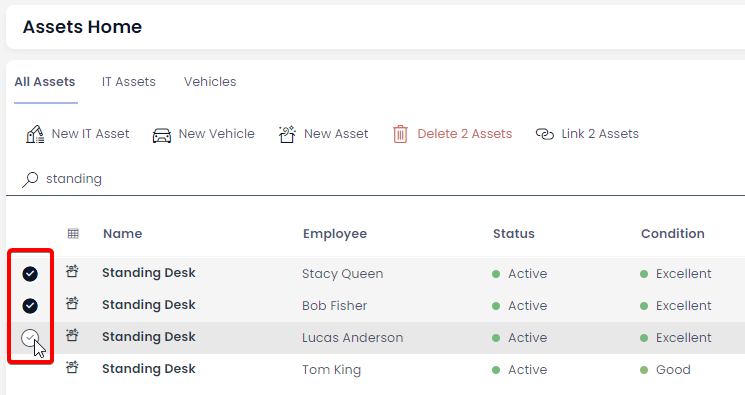 Assets Home
All Assets IT Assets Vehicles
New IT Asset New Vehicle New Asset Delete 2 Assets Link 2 Assets
standing
Name Employee Status Condition
Standing Desk Stacy Queen Active Excellent
Standing Desk Bob Fisher Active Excellent
Standing Desk Lucas Anderson Active Excellent
Standing Desk Tom King Active Good